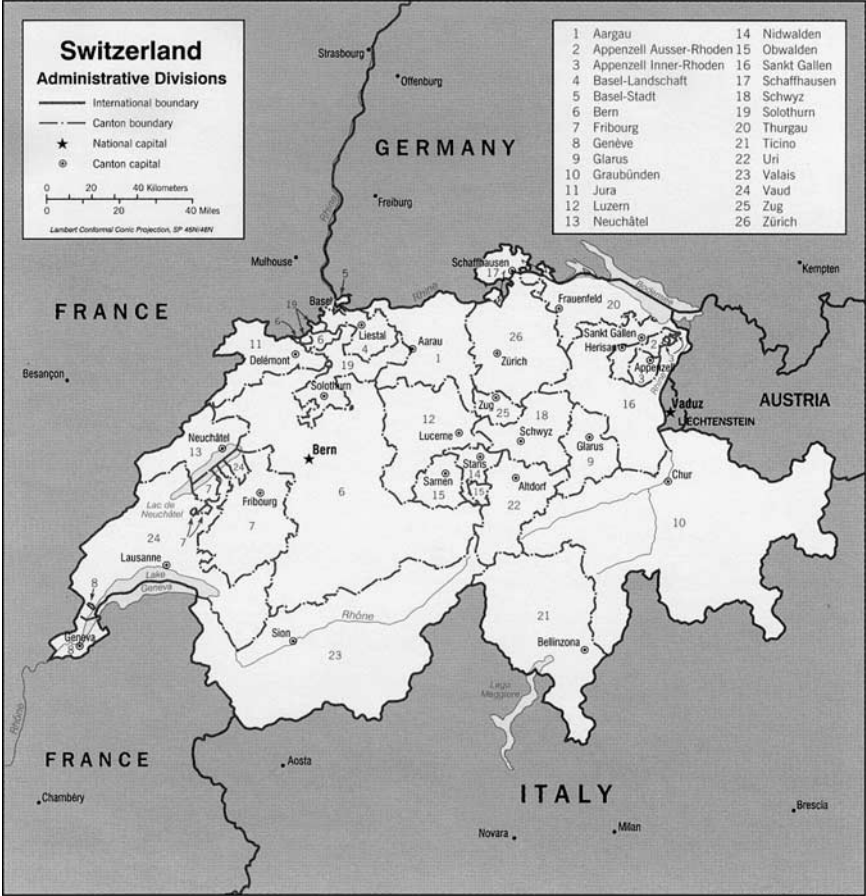 Switzerland
Administrative Divisions
International boundary
Canton boundary
National capital
Canton capital
0 20 40 Kilometers
0 20 40 Miles
Lambert Conformal Conic Projection, SP 46N/48N
1 Aargau
2 Appenzell Ausser-Rhoden
3 Appenzell Inner-Rhoden
4 Basel-Landschaft
5 Basel-Stadt
6 Bern
7 Fribourg
8 Genève
9 Glarus
10 Graubünden
11 Jura
12 Luzern
13 Neuchâtel
14 Nidwalden
15 Obwalden
16 Sankt Gallen
17 Schaffhausen
18 Schwyz
19 Solothurn
20 Thurgau
21 Ticino
22 Uri
23 Valais
24 Vaud
25 Zug
26 Zürich
Strasbourg
Offenburg
GERMANY
Rhine
Freiburg
Mulhouse
Schaffhausen
17
Kempten
5
Rhine
Bodensee
FRANCE
Basel
Frauenfeld
20
19
6
6
Liestal
4
Sankt Gallen
2
Herisau
11
Delémont
Aarau
1
26
Zürich
Appenzell
3
3
Rhine
19
Besançon
Solothurn
Zug
25
16
Vaduz
LIECHTENSTEIN
AUSTRIA
12
18
Neuchâtel
13
Bern
Lucerne
Schwyz
Glarus
9
24
Stans
14
Sarnen
15
15
Altdorf
22
Chur
7
Lac de
Neuchâtel
Fribourg
7
6
10
7
24
Lausanne
Lake
Geneva
8
Rhône
21
Geneva
8
Sion
23
Bellinzona
Lago
Maggiore
Rhône
FRANCE
Aosta
ITALY
Chambéry
Novara
Milan
Brescia